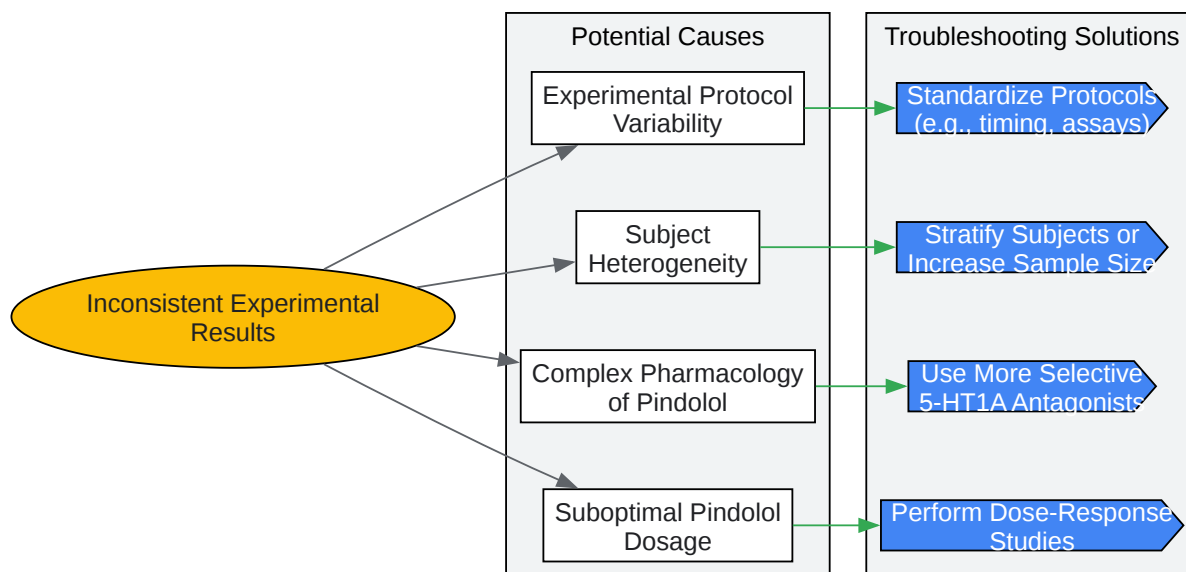 Potential Causes
Troubleshooting Solutions
Experimental Protocol
Variability
Standardize Protocols
(e.g., timing, assays)
Subject
Heterogeneity
Stratify Subjects or
Increase Sample Size
Inconsistent Experimental
Results
Complex Pharmacology
of Pindolol
Use More Selective
5-HT1A Antagonists
Suboptimal Pindolol
Dosage
Perform Dose-Response
Studies